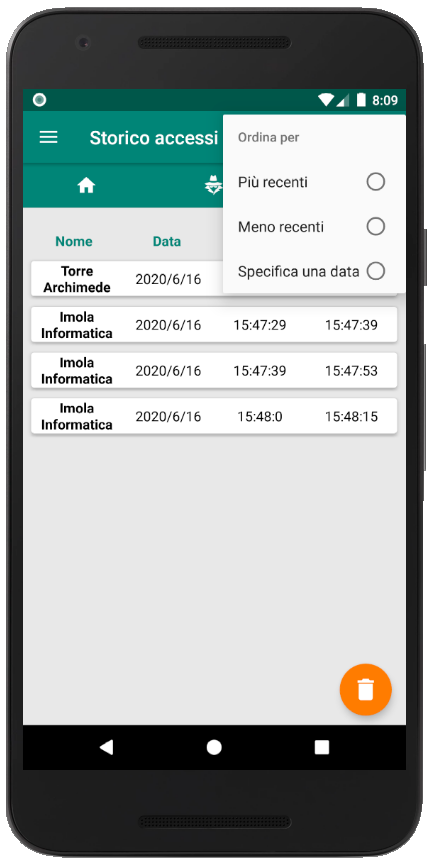 8:09
Storico accessi
Ordina per
Più recenti
Meno recenti
Specifica una data
Nome Data
Torre
Archimede 2020/6/16
Imola
Informatica 2020/6/16 15:47:29 15:47:39
Imola
Informatica 2020/6/16 15:47:39 15:47:53
Imola
Informatica 2020/6/16 15:48:0 15:48:15